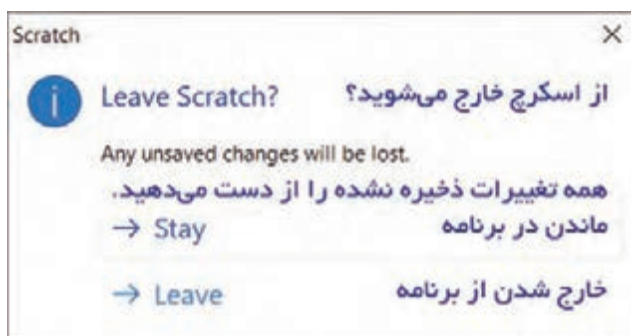 Scratch
Leave Scratch? از اسکرچ خارج می‌شوید؟
Any unsaved changes will be lost.
همه تغییرات ذخیره نشده را از دست می‌دهید.
→ Stay ماندن در برنامه
→ Leave خارج شدن از برنامه